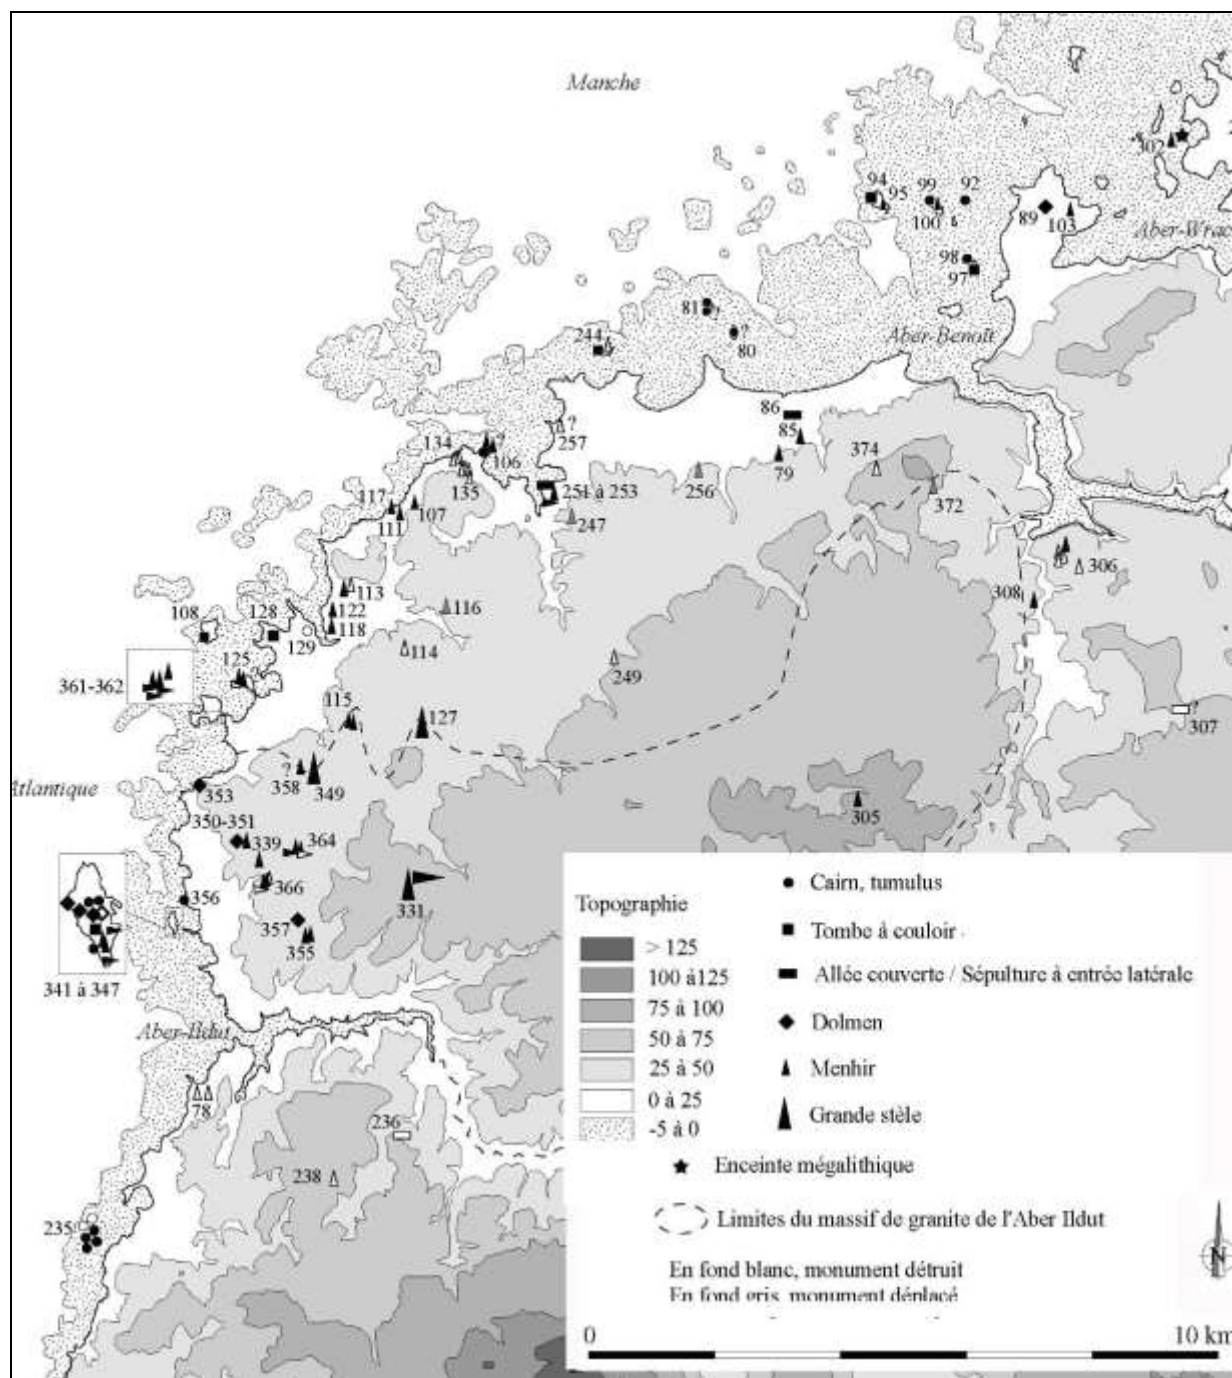 Manche
302
94
95
99
92
100
89
103
Aber-Wrac
98
97
81 ?
244
?
80
Aber-Benoît
86
85
?
257
134
?
106
79
374
135
251 à 253
256
372
117
107
111
247
306
113
308
122
116
108
128
118
129
114
125
?
249
361-362
115
127
?
307
?
358
349
Atlantique
353
305
350-351
339
364
366
356
331
357
355
341 à 347
Aber-Ildut
78
236
238
235
Topographie
> 125
100 à125
75 à 100
50 à 75
25 à 50
0 à 25
-5 à 0
Cairn, tumulus
Tombe à couloir
Allée couverte / Sépulture à entrée latérale
Dolmen
Menhir
Grande stèle
Enceinte mégalithique
Limites du massif de granite de l'Aber Ildut
En fond blanc, monument détruit
En fond gris, monument déplacé
N
0
10 km